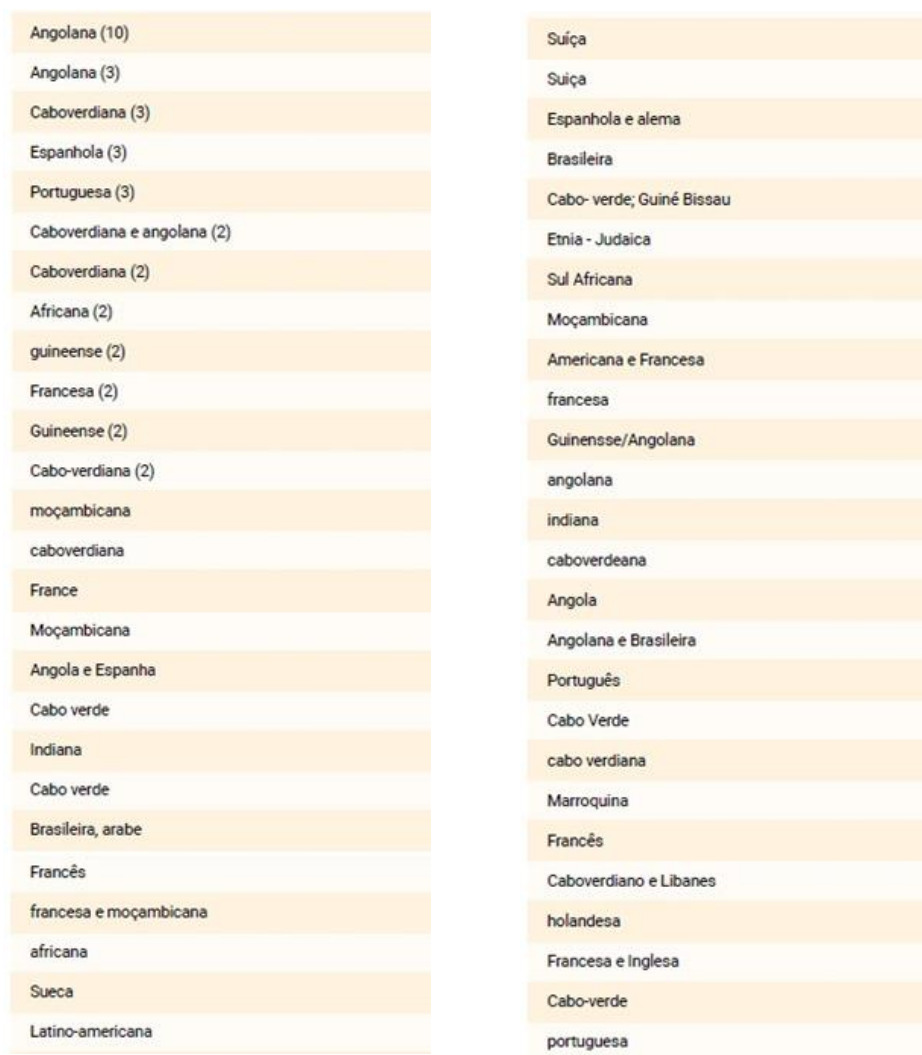 Angolana (10)
Angolana (3)
Caboverdiana (3)
Espanhola (3)
Portuguesa (3)
Caboverdiana e angolana (2)
Caboverdiana (2)
Africana (2)
guineense (2)
Francesa (2)
Guineense (2)
Cabo-verdiana (2)
moçambicana
caboverdiana
France
Moçambicana
Angola e Espanha
Cabo verde
Indiana
Cabo verde
Brasileira, arabe
Francês
francesa e moçambicana
africana
Sueca
Latino-americana
Suíça
Suiça
Espanhola e alema
Brasileira
Cabo- verde; Guiné Bissau
Etnia - Judaica
Sul Africana
Moçambicana
Americana e Francesa
francesa
Guinensse/Angolana
angolana
indiana
caboverdeana
Angola
Angolana e Brasileira
Português
Cabo Verde
cabo verdiana
Marroquina
Francês
Caboverdiano e Libanes
holandesa
Francesa e Inglesa
Cabo-verde
portuguesa